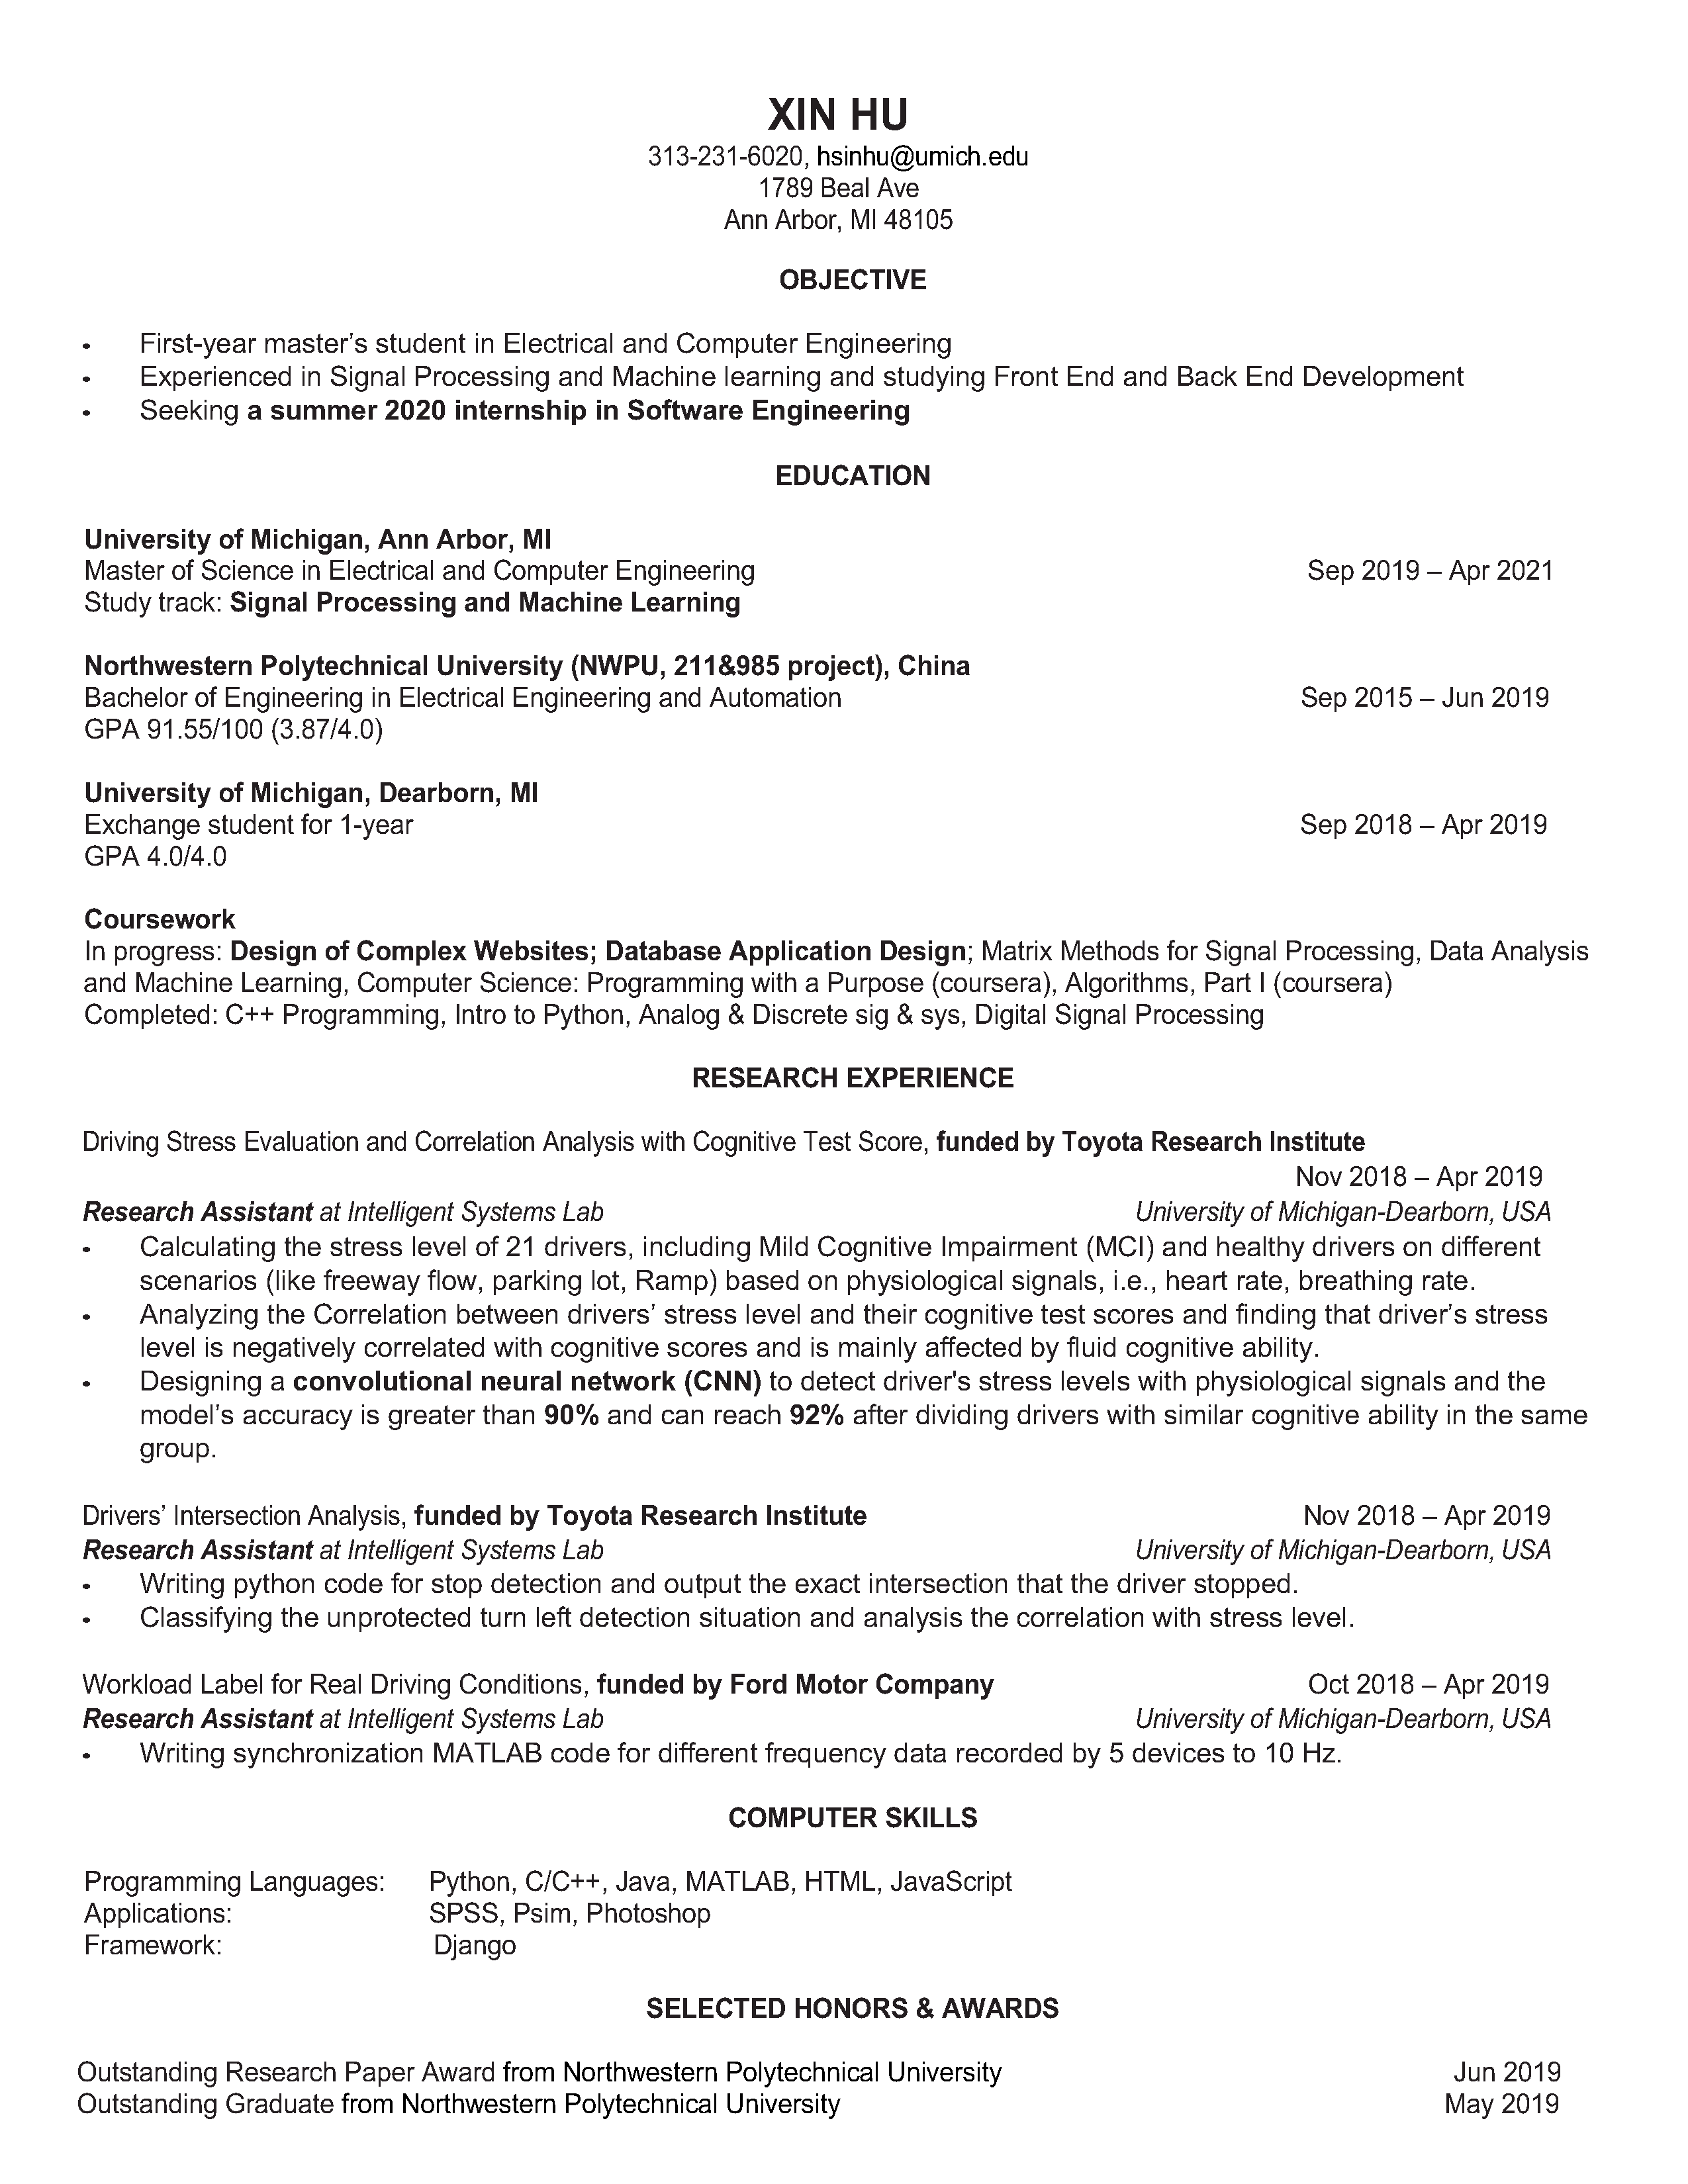 XIN HU
313-231-6020, hsinhu@umich.edu
1789 Beal Ave
Ann Arbor, MI 48105
OBJECTIVE
• First-year master’s student in Electrical and Computer Engineering
• Experienced in Signal Processing and Machine learning and studying Front End and Back End Development
• Seeking a summer 2020 internship in Software Engineering
EDUCATION
University of Michigan, Ann Arbor, MI
Master of Science in Electrical and Computer Engineering Sep 2019 – Apr 2021
Study track: Signal Processing and Machine Learning
Northwestern Polytechnical University (NWPU, 211&985 project), China
Bachelor of Engineering in Electrical Engineering and Automation Sep 2015 – Jun 2019
GPA 91.55/100 (3.87/4.0)
University of Michigan, Dearborn, MI
Exchange student for 1-year Sep 2018 – Apr 2019
GPA 4.0/4.0
Coursework
In progress: Design of Complex Websites; Database Application Design; Matrix Methods for Signal Processing, Data Analysis
and Machine Learning, Computer Science: Programming with a Purpose (coursera), Algorithms, Part I (coursera)
Completed: C++ Programming, Intro to Python, Analog & Discrete sig & sys, Digital Signal Processing
RESEARCH EXPERIENCE
Driving Stress Evaluation and Correlation Analysis with Cognitive Test Score, funded by Toyota Research Institute
Nov 2018 – Apr 2019
Research Assistant at Intelligent Systems Lab University of Michigan-Dearborn, USA
• Calculating the stress level of 21 drivers, including Mild Cognitive Impairment (MCI) and healthy drivers on different
scenarios (like freeway flow, parking lot, Ramp) based on physiological signals, i.e., heart rate, breathing rate.
• Analyzing the Correlation between drivers’ stress level and their cognitive test scores and finding that driver’s stress
level is negatively correlated with cognitive scores and is mainly affected by fluid cognitive ability.
• Designing a convolutional neural network (CNN) to detect driver's stress levels with physiological signals and the
model’s accuracy is greater than 90% and can reach 92% after dividing drivers with similar cognitive ability in the same
group.
Drivers’ Intersection Analysis, funded by Toyota Research Institute Nov 2018 – Apr 2019
Research Assistant at Intelligent Systems Lab University of Michigan-Dearborn, USA
• Writing python code for stop detection and output the exact intersection that the driver stopped.
• Classifying the unprotected turn left detection situation and analysis the correlation with stress level.
Workload Label for Real Driving Conditions, funded by Ford Motor Company Oct 2018 – Apr 2019
Research Assistant at Intelligent Systems Lab University of Michigan-Dearborn, USA
• Writing synchronization MATLAB code for different frequency data recorded by 5 devices to 10 Hz.
COMPUTER SKILLS
Programming Languages: Python, C/C++, Java, MATLAB, HTML, JavaScript
Applications: SPSS, Psim, Photoshop
Framework: Django
SELECTED HONORS & AWARDS
Outstanding Research Paper Award from Northwestern Polytechnical University Jun 2019
Outstanding Graduate from Northwestern Polytechnical University May 2019